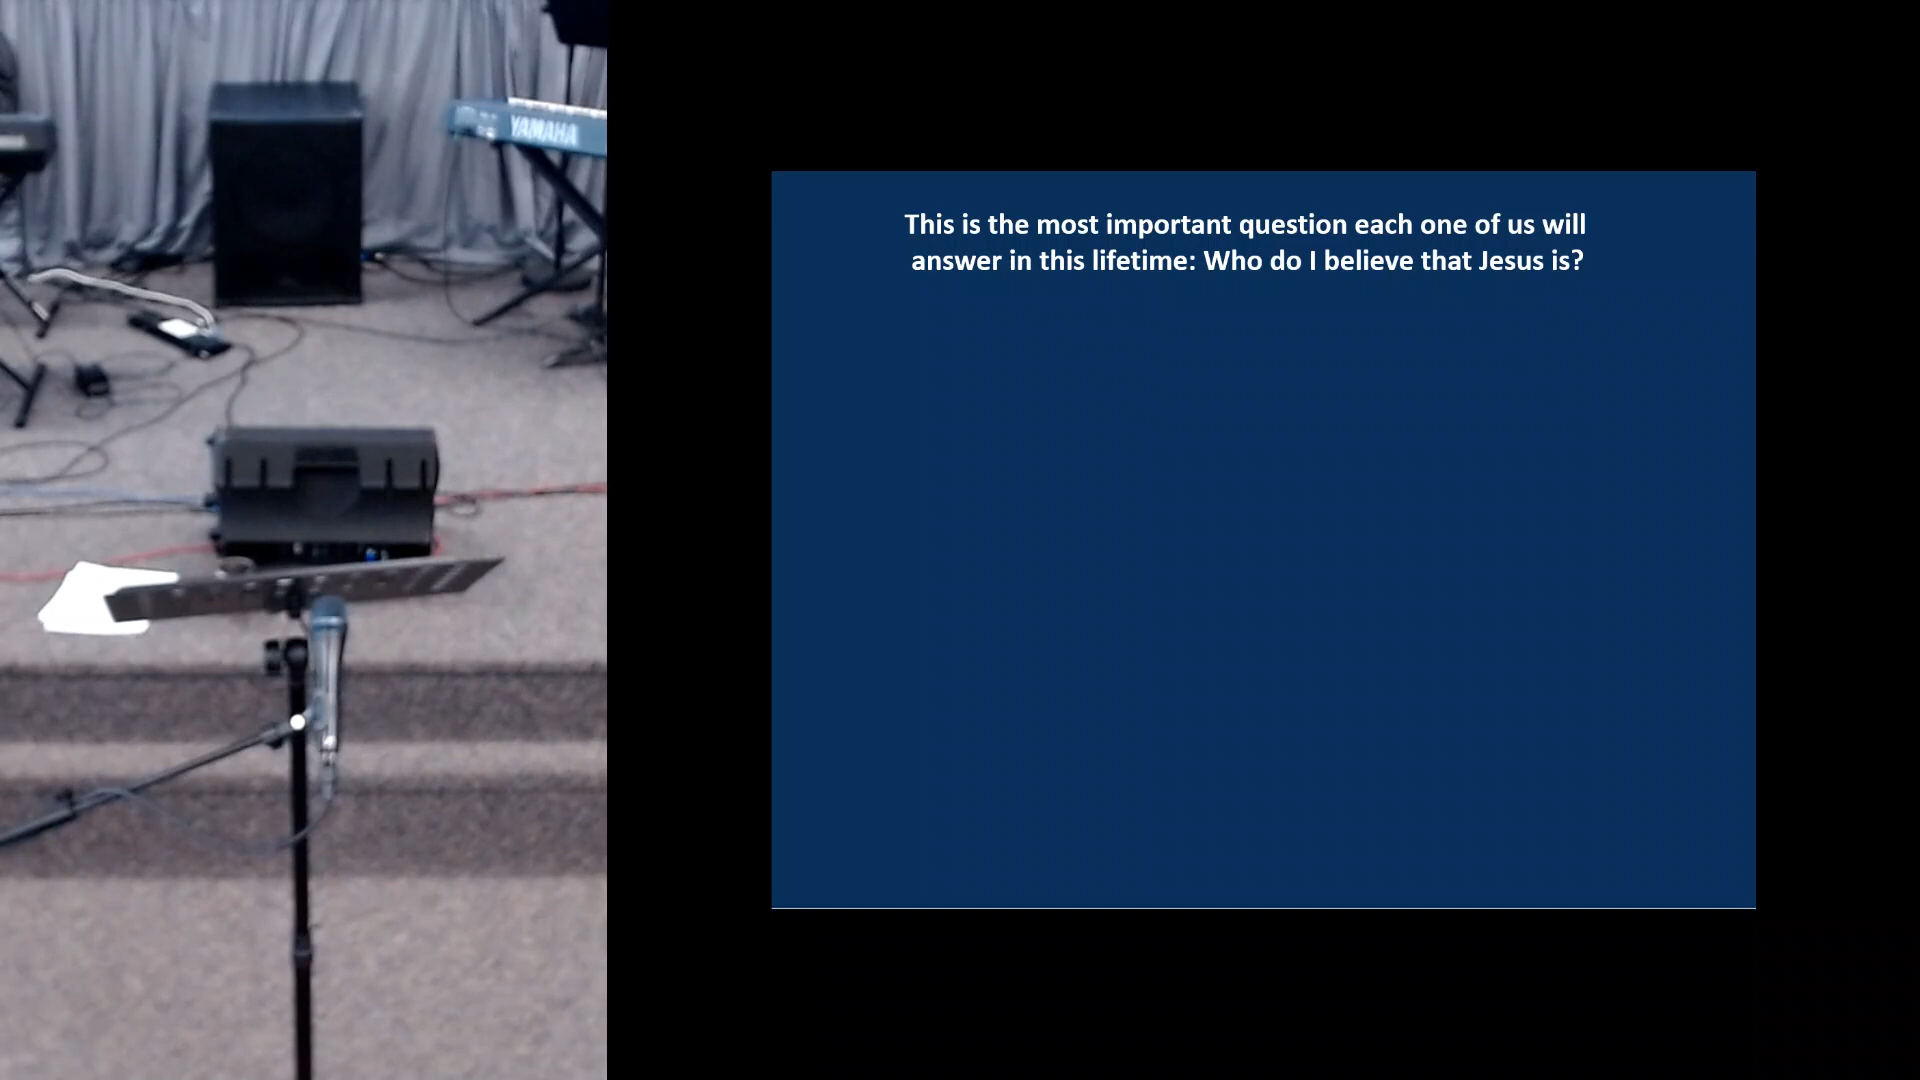 YAMAHA
This is the most important question each one of us will
answer in this lifetime: Who do I believe that Jesus is?